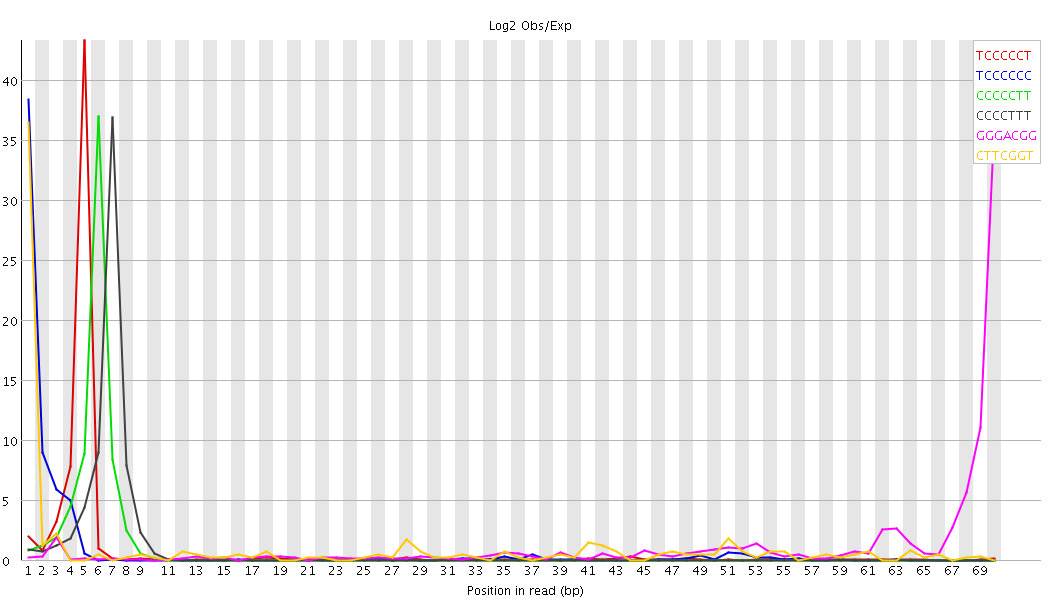 Log2 Obs/Exp
TCCCCCT
TCCCCCC
CCCCCTT
CCCCTTT
GGGACGG
CTTCGGT
40
35
30
25
20
15
10
5
0
1 2 3 4 5 6 7 8 9 11 13 15 17 19 21 23 25 27 29 31 33 35 37 39 41 43 45 47 49 51 53 55 57 59 61 63 65 67 69
Position in read (bp)